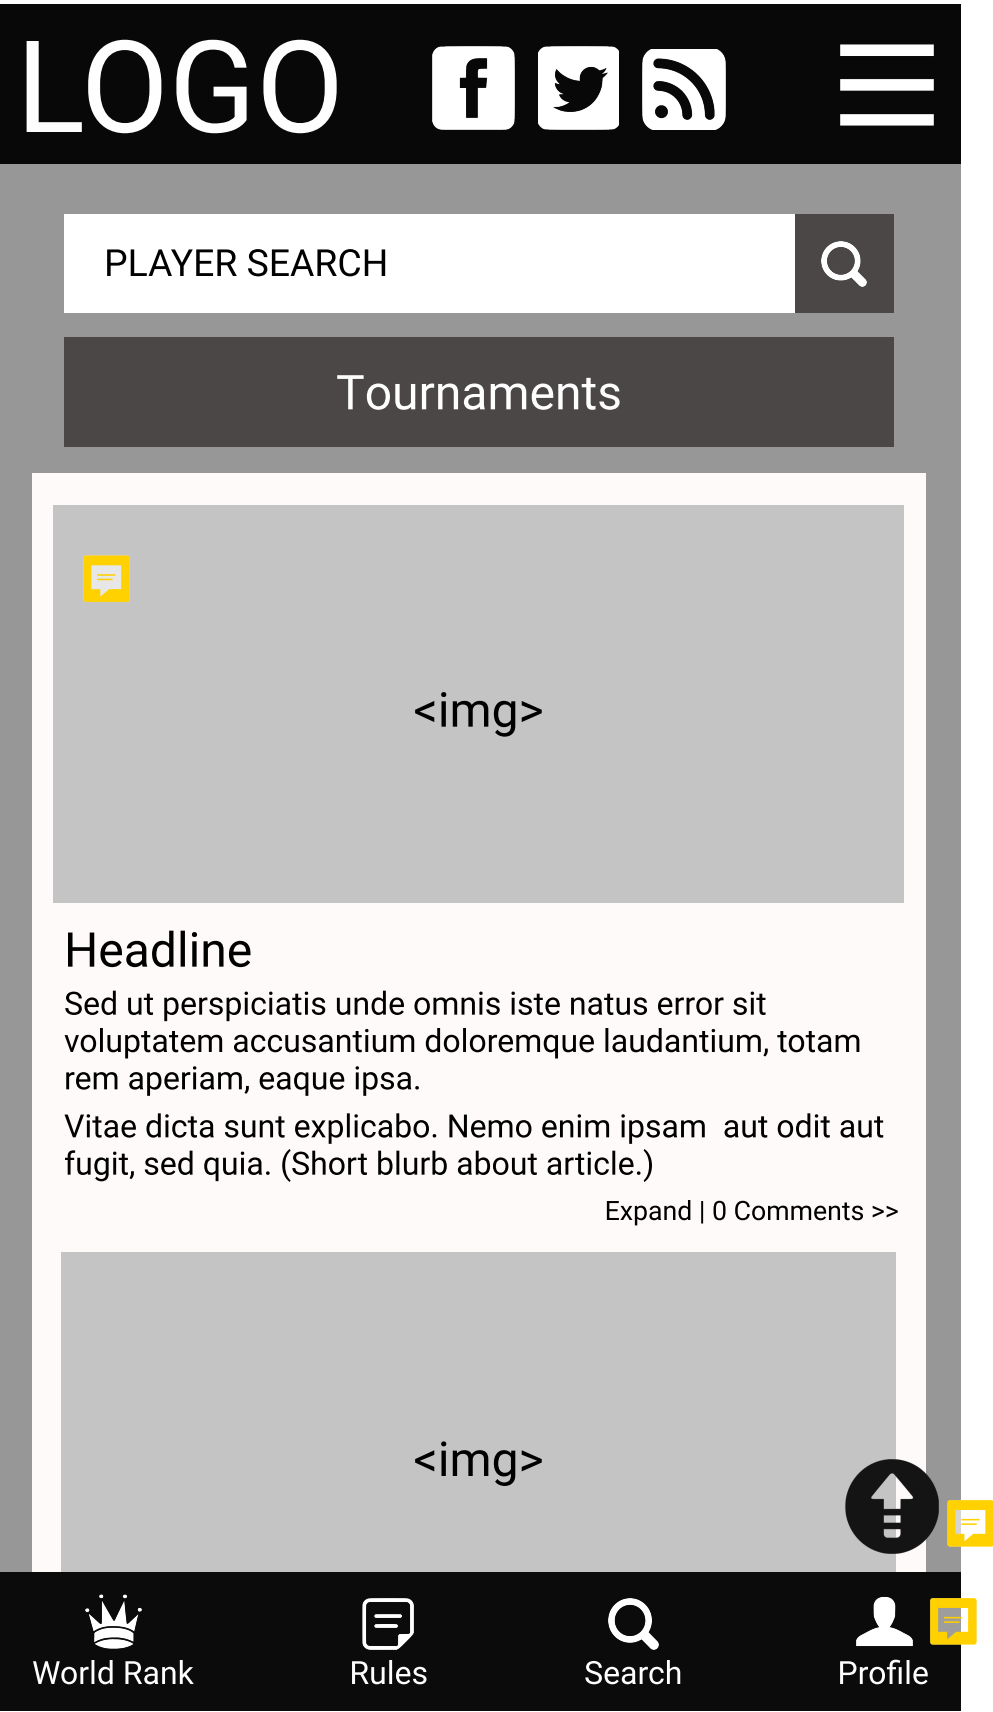 LOGO
PLAYER SEARCH
Tournaments
<img>
Headline
Sed ut perspiciatis unde omnis iste natus error sit
voluptatem accusantium doloremque laudantium, totam
rem aperiam, eaque ipsa.
Vitae dicta sunt explicabo. Nemo enim ipsam  aut odit aut
fugit, sed quia. (Short blurb about article.)
Expand | 0 Comments >>
<img>
World Rank
Rules
Search
Profile